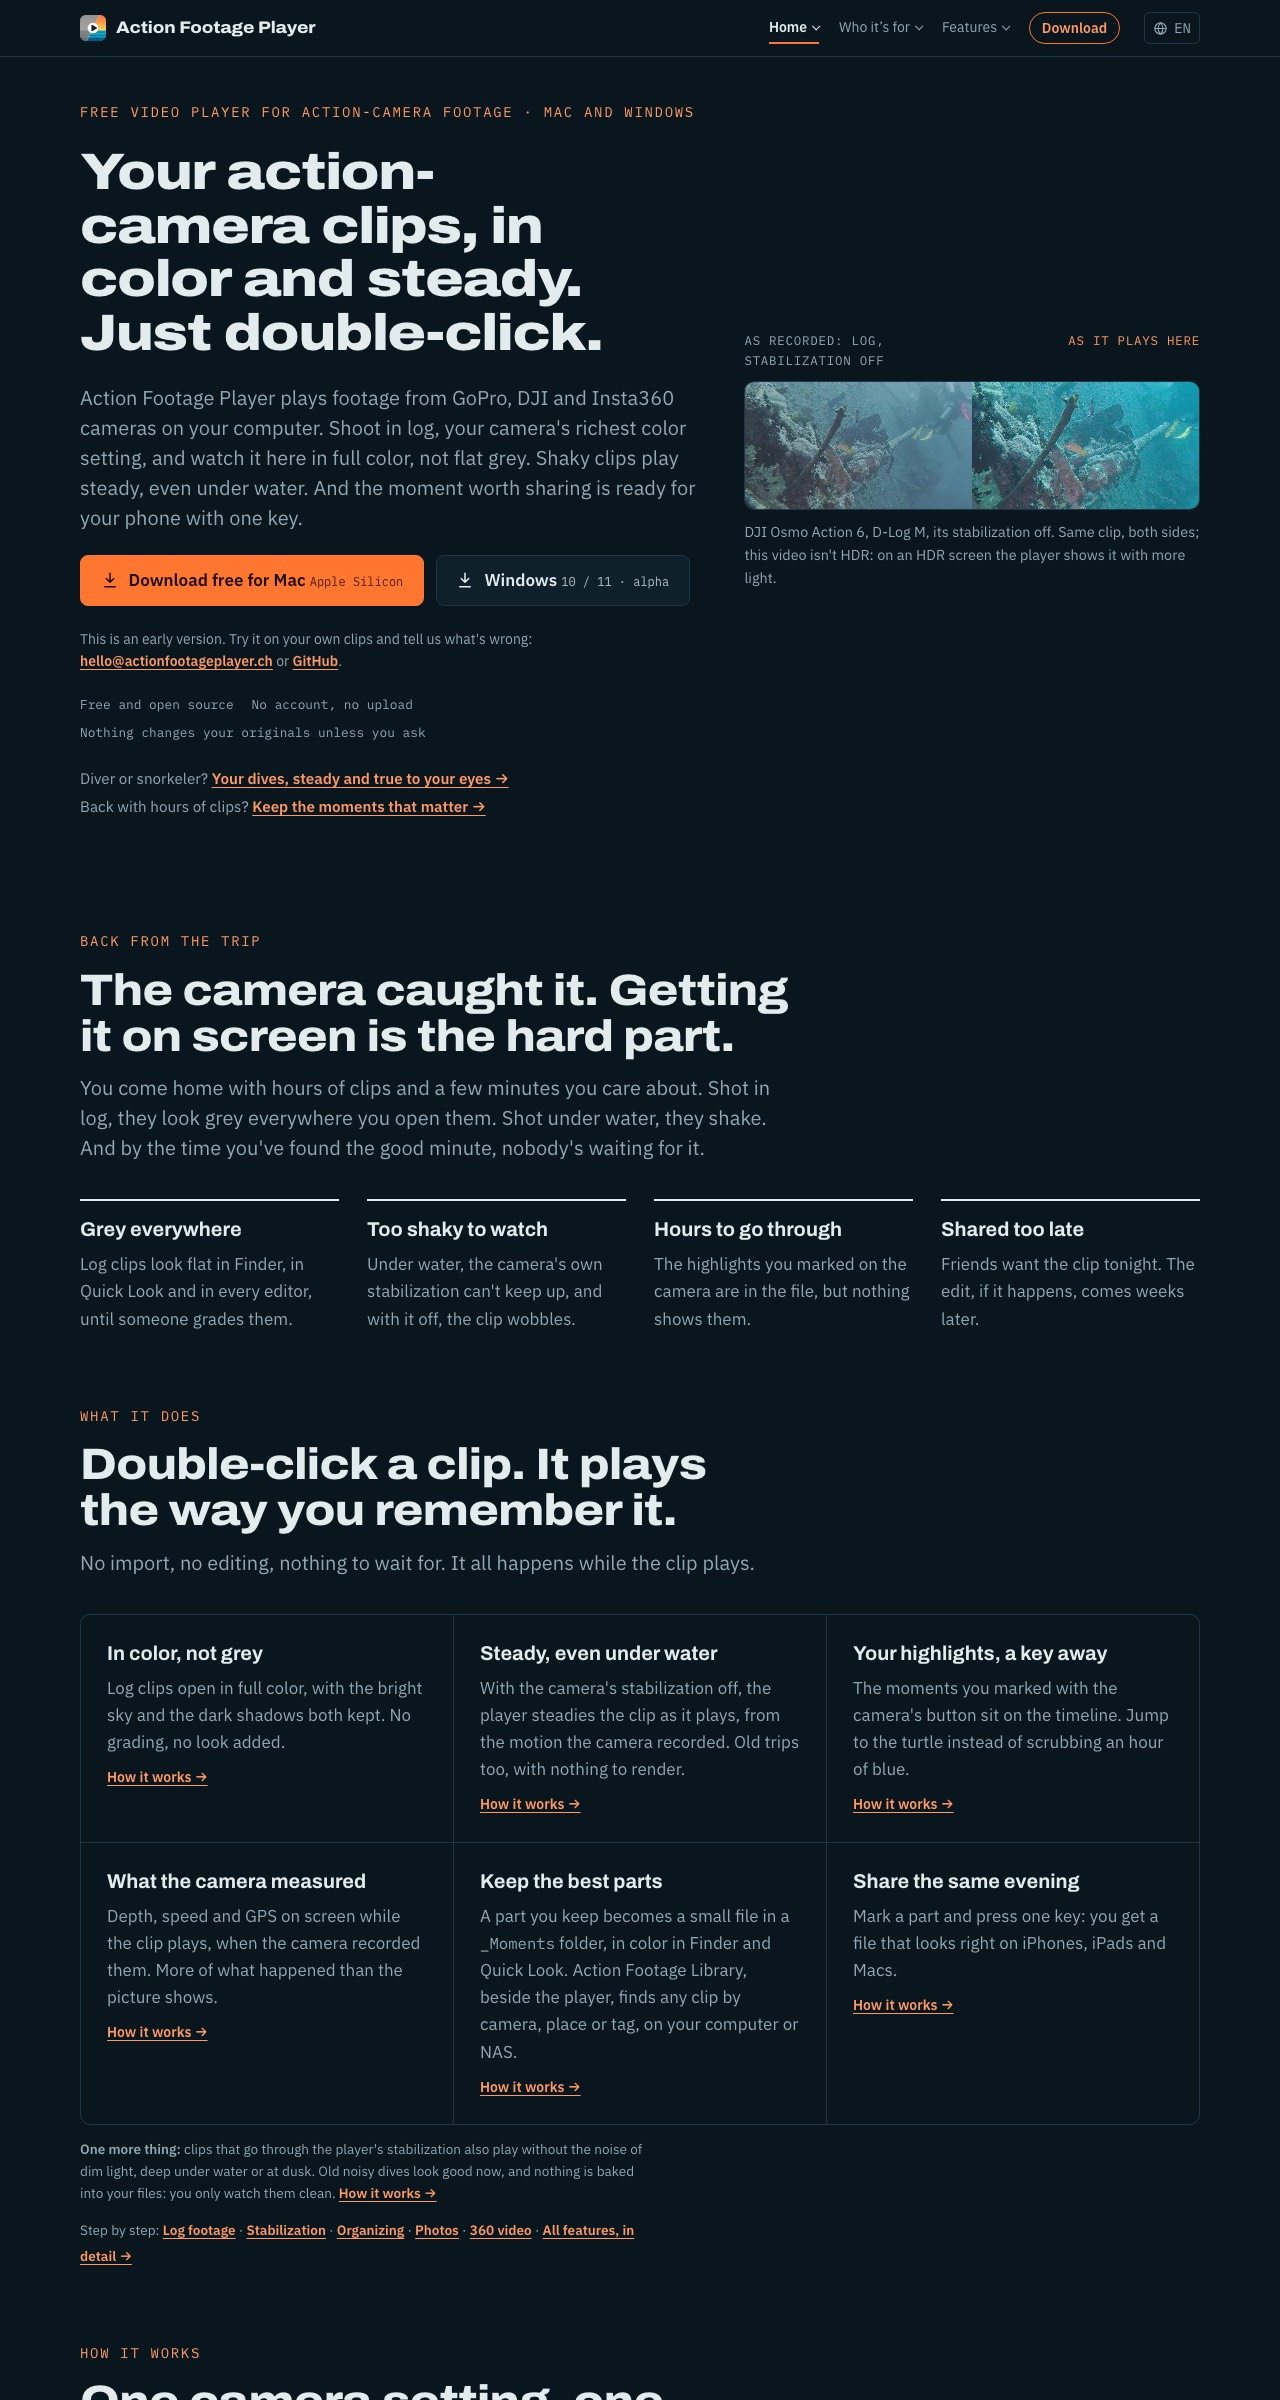 Action Footage Player
Home
Who it's for
Features
Download
EN
FREE VIDEO PLAYER FOR ACTION-CAMERA FOOTAGE · MAC AND WINDOWS
Your action-
camera clips, in
color and steady.
Just double-click.
Action Footage Player plays footage from GoPro, DJI and Insta360
cameras on your computer. Shoot in log, your camera's richest color
setting, and watch it here in full color, not flat grey. Shaky clips play
steady, even under water. And the moment worth sharing is ready for
your phone with one key.
Download free for Mac Apple Silicon
Windows 10 / 11 · alpha
This is an early version. Try it on your own clips and tell us what's wrong:
hello@actionfootageplayer.ch or GitHub.
Free and open source No account, no upload
Nothing changes your originals unless you ask
Diver or snorkeler? Your dives, steady and true to your eyes →
Back with hours of clips? Keep the moments that matter →
AS RECORDED: LOG,
STABILIZATION OFF
AS IT PLAYS HERE
DJI Osmo Action 6, D-Log M, its stabilization off. Same clip, both sides;
this video isn't HDR: on an HDR screen the player shows it with more
light.
BACK FROM THE TRIP
The camera caught it. Getting
it on screen is the hard part.
You come home with hours of clips and a few minutes you care about. Shot in
log, they look grey everywhere you open them. Shot under water, they shake.
And by the time you've found the good minute, nobody's waiting for it.
Grey everywhere
Log clips look flat in Finder, in
Quick Look and in every editor,
until someone grades them.
Too shaky to watch
Under water, the camera's own
stabilization can't keep up, and
with it off, the clip wobbles.
Hours to go through
The highlights you marked on the
camera are in the file, but nothing
shows them.
Shared too late
Friends want the clip tonight. The
edit, if it happens, comes weeks
later.
WHAT IT DOES
Double-click a clip. It plays
the way you remember it.
No import, no editing, nothing to wait for. It all happens while the clip plays.
In color, not grey
Log clips open in full color, with the bright
sky and the dark shadows both kept. No
grading, no look added.
How it works →
Steady, even under water
With the camera's stabilization off, the
player steadies the clip as it plays, from
the motion the camera recorded. Old trips
too, with nothing to render.
How it works →
Your highlights, a key away
The moments you marked with the
camera's button sit on the timeline. Jump
to the turtle instead of scrubbing an hour
of blue.
How it works →
What the camera measured
Depth, speed and GPS on screen while
the clip plays, when the camera recorded
them. More of what happened than the
picture shows.
How it works →
Keep the best parts
A part you keep becomes a small file in a
_Moments folder, in color in Finder and
Quick Look. Action Footage Library,
beside the player, finds any clip by
camera, place or tag, on your computer or
NAS.
How it works →
Share the same evening
Mark a part and press one key: you get a
file that looks right on iPhones, iPads and
Macs.
How it works →
One more thing: clips that go through the player's stabilization also play without the noise of
dim light, deep under water or at dusk. Old noisy dives look good now, and nothing is baked
into your files: you only watch them clean. How it works →
Step by step: Log footage · Stabilization · Organizing · Photos · 360 video · All features, in
detail →
HOW IT WORKS
One camera setting, one